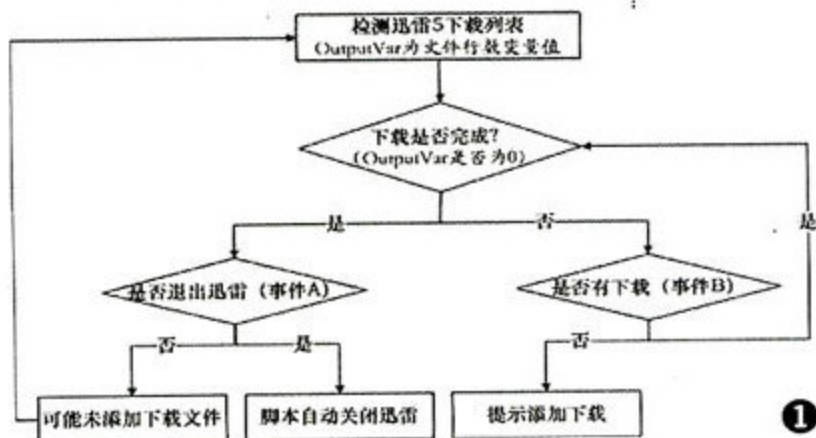 检测迅雷5下载列表
OutputVar为文件行数变量值
下载是否完成?
(OutputVar是否为0)
是
否
是
是否退出迅雷（事件A）
是否有下载（事件B）
否
是
否
可能未添加下载文件
脚本自动关闭迅雷
提示添加下载
❶